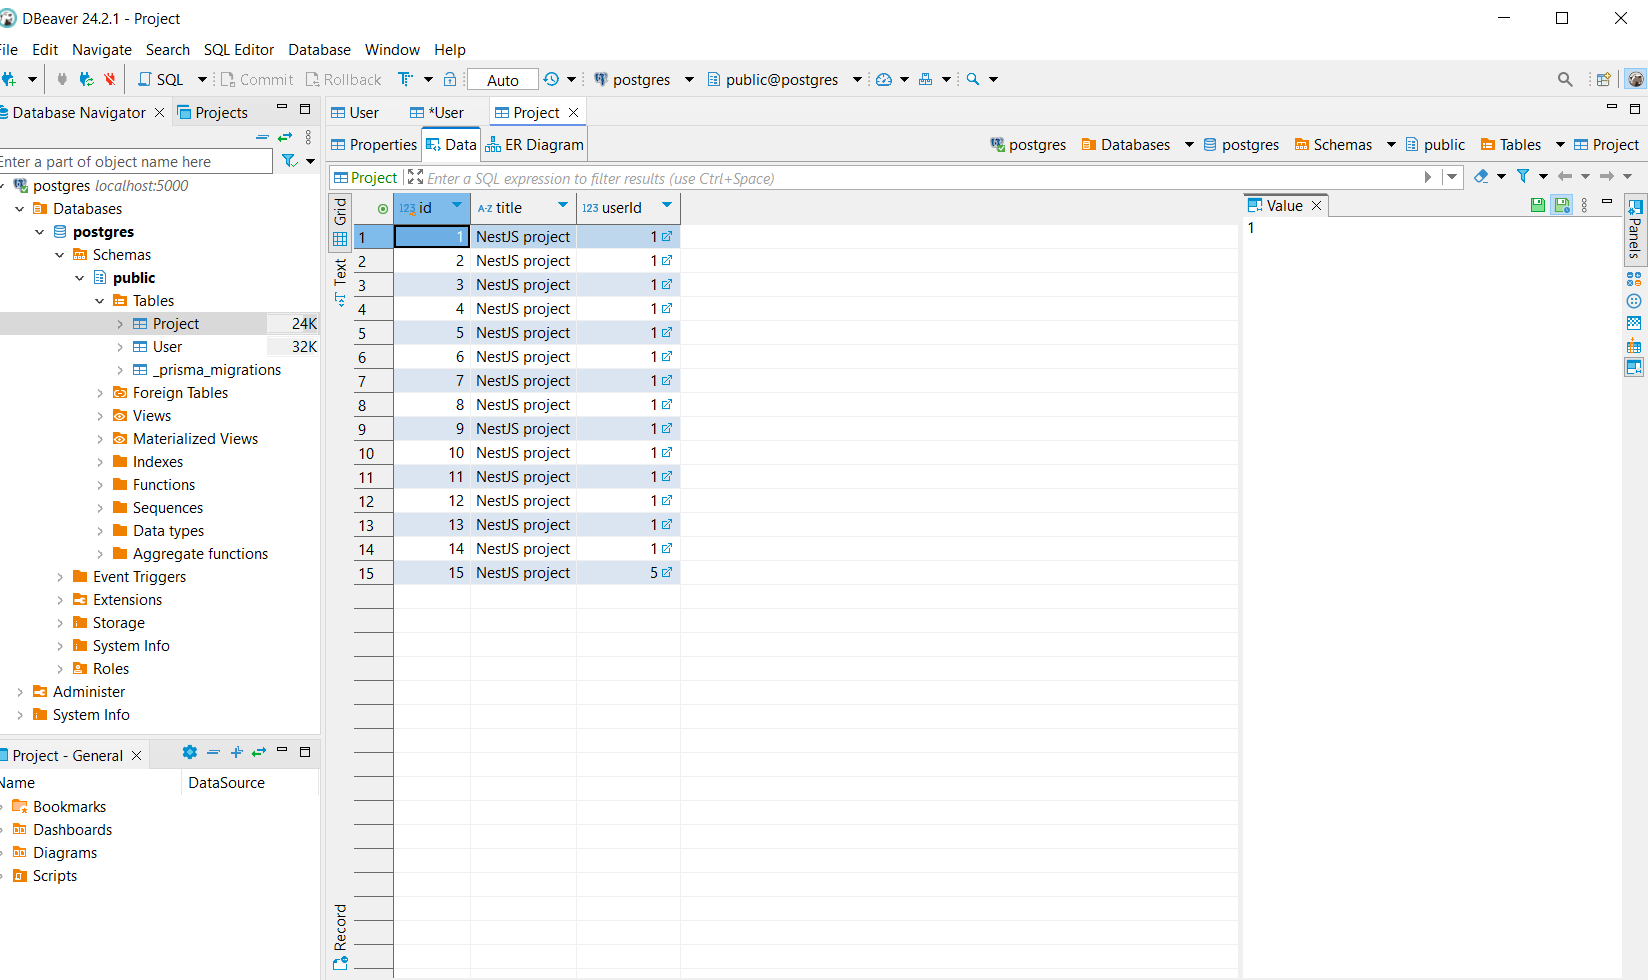 DBeaver 24.2.1 - Project
File Edit Navigate Search SQL Editor Database Window Help
SQL Commit Rollback Auto postgres public@postgres
Database Navigator Projects
Enter a part of object name here
postgres localhost:5000
Databases
postgres
Schemas
public
Tables
Project 24K
User 32K
_prisma_migrations
Foreign Tables
Views
Materialized Views
Indexes
Functions
Sequences
Data types
Aggregate functions
Event Triggers
Extensions
Storage
System Info
Roles
Administer
System Info
Project - General
Name DataSource
Bookmarks
Dashboards
Diagrams
Scripts
User *User Project
Properties Data ER Diagram postgres Databases postgres Schemas public Tables Project
Project Enter a SQL expression to filter results (use Ctrl+Space)
Grid
Text
Record
123 id A-Z title 123 userId
1 1 NestJS project 1
2 2 NestJS project 1
3 3 NestJS project 1
4 4 NestJS project 1
5 5 NestJS project 1
6 6 NestJS project 1
7 7 NestJS project 1
8 8 NestJS project 1
9 9 NestJS project 1
10 10 NestJS project 1
11 11 NestJS project 1
12 12 NestJS project 1
13 13 NestJS project 1
14 14 NestJS project 1
15 15 NestJS project 5
Value
1
Panels